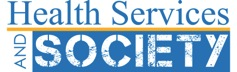 Health Services
AND SOCIETY